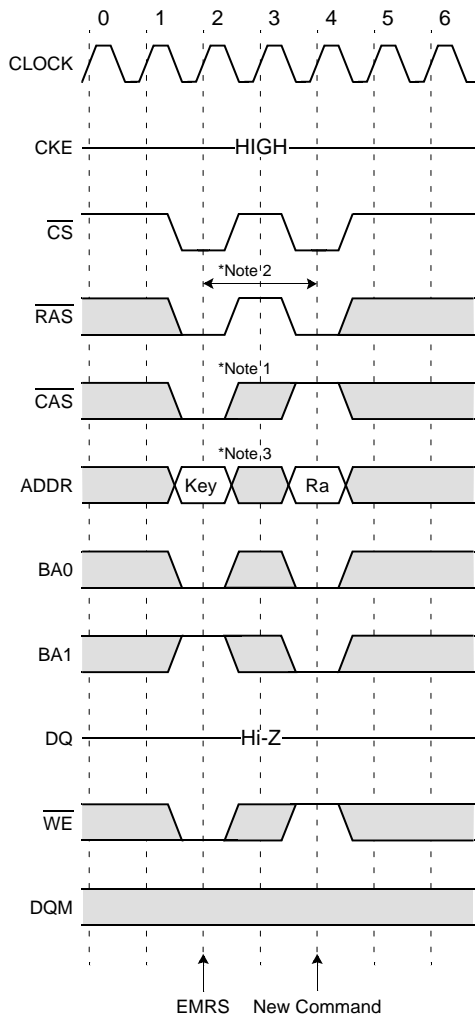 0 1 2 3 4 5 6
CLOCK
CKE HIGH
CS
*Note 2
RAS
*Note 1
CAS
*Note 3
ADDR Key Ra
BA0
BA1
DQ Hi-Z
WE
DQM
EMRS New Command